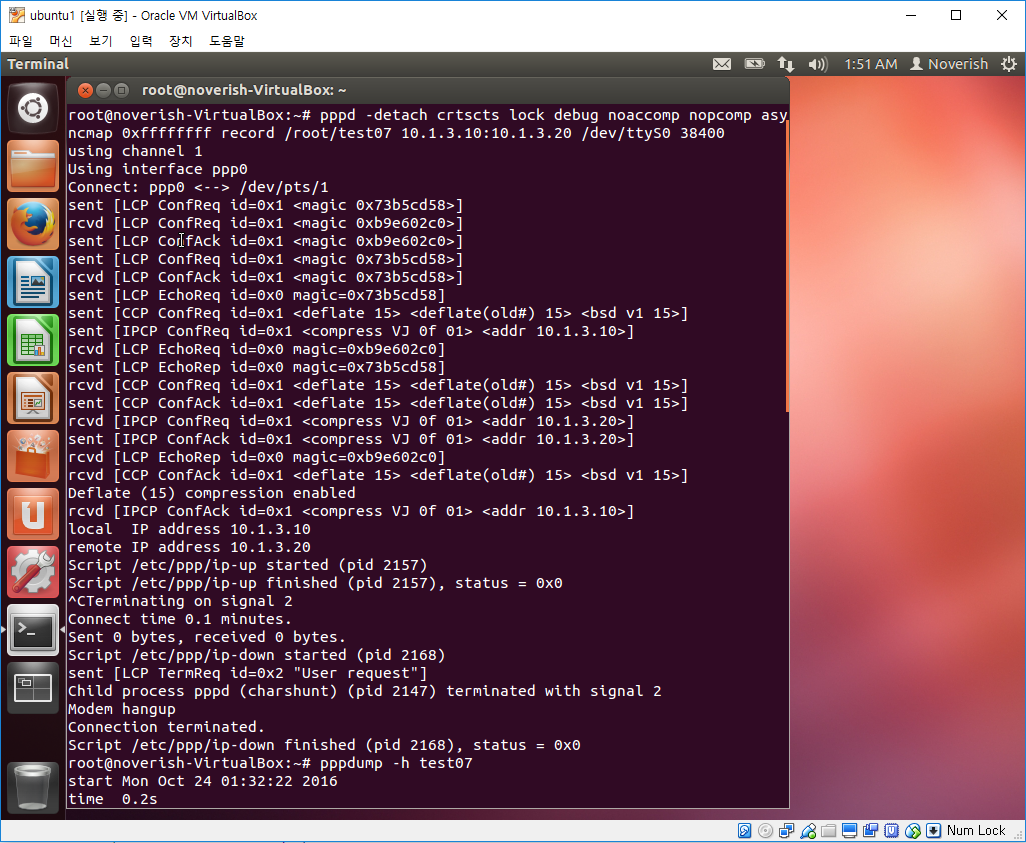 ubuntu1 [실행 중] - Oracle VM VirtualBox
파일 머신 보기 입력 장치 도움말
Terminal 1:51 AM Noverish
root@noverish-VirtualBox: ~
root@noverish-VirtualBox:~# pppd -detach crtscts lock debug noaccomp nopcomp asy
ncmap 0xffffffff record /root/test07 10.1.3.10:10.1.3.20 /dev/ttyS0 38400
using channel 1
Using interface ppp0
Connect: ppp0 <--> /dev/pts/1
sent [LCP ConfReq id=0x1 <magic 0x73b5cd58>]
rcvd [LCP ConfReq id=0x1 <magic 0xb9e602c0>]
sent [LCP ConfAck id=0x1 <magic 0xb9e602c0>]
sent [LCP ConfReq id=0x1 <magic 0x73b5cd58>]
rcvd [LCP ConfAck id=0x1 <magic 0x73b5cd58>]
sent [LCP EchoReq id=0x0 magic=0x73b5cd58]
sent [CCP ConfReq id=0x1 <deflate 15> <deflate(old#) 15> <bsd v1 15>]
sent [IPCP ConfReq id=0x1 <compress VJ 0f 01> <addr 10.1.3.10>]
rcvd [LCP EchoReq id=0x0 magic=0xb9e602c0]
sent [LCP EchoRep id=0x0 magic=0x73b5cd58]
rcvd [CCP ConfReq id=0x1 <deflate 15> <deflate(old#) 15> <bsd v1 15>]
sent [CCP ConfAck id=0x1 <deflate 15> <deflate(old#) 15> <bsd v1 15>]
rcvd [IPCP ConfReq id=0x1 <compress VJ 0f 01> <addr 10.1.3.20>]
sent [IPCP ConfAck id=0x1 <compress VJ 0f 01> <addr 10.1.3.20>]
rcvd [LCP EchoRep id=0x0 magic=0xb9e602c0]
rcvd [CCP ConfAck id=0x1 <deflate 15> <deflate(old#) 15> <bsd v1 15>]
Deflate (15) compression enabled
rcvd [IPCP ConfAck id=0x1 <compress VJ 0f 01> <addr 10.1.3.10>]
local  IP address 10.1.3.10
remote IP address 10.1.3.20
Script /etc/ppp/ip-up started (pid 2157)
Script /etc/ppp/ip-up finished (pid 2157), status = 0x0
^CTerminating on signal 2
Connect time 0.1 minutes.
Sent 0 bytes, received 0 bytes.
Script /etc/ppp/ip-down started (pid 2168)
sent [LCP TermReq id=0x2 "User request"]
Child process pppd (charshunt) (pid 2147) terminated with signal 2
Modem hangup
Connection terminated.
Script /etc/ppp/ip-down finished (pid 2168), status = 0x0
root@noverish-VirtualBox:~# pppdump -h test07
start Mon Oct 24 01:32:22 2016
time  0.2s
Num Lock